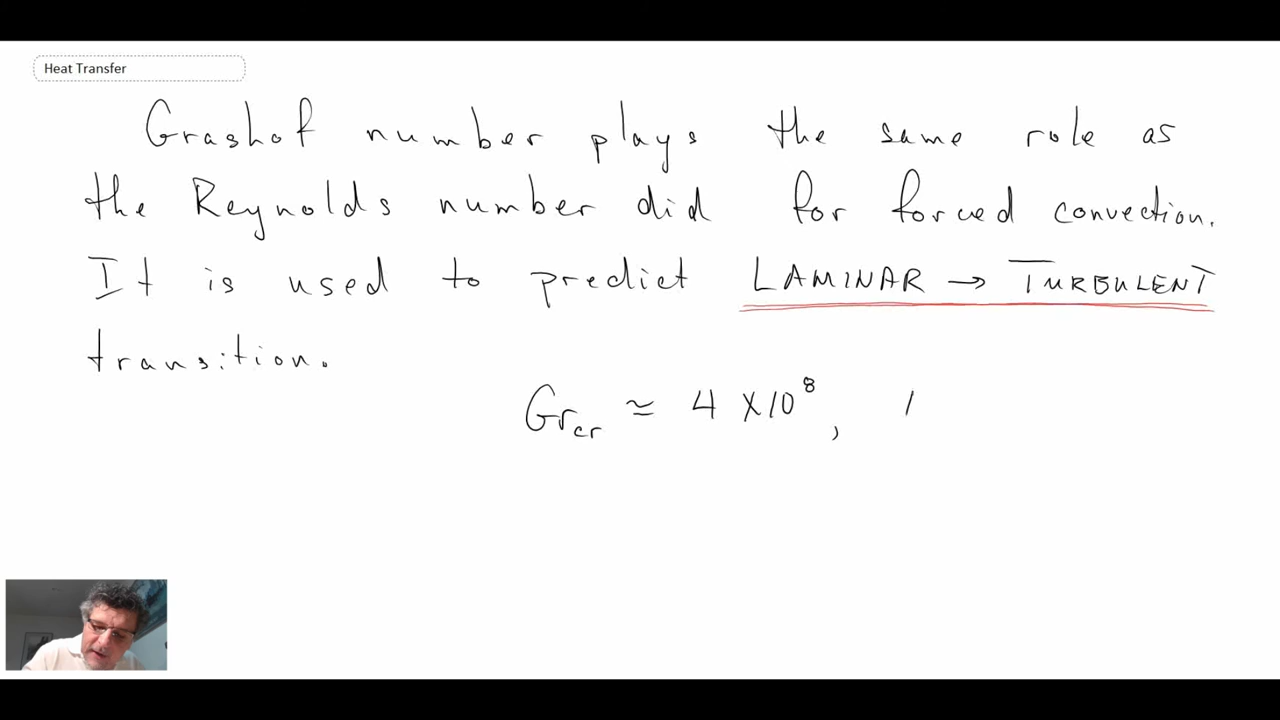 Heat Transfer
Grashof number plays the same role as
the Reynolds number did for forced convection.
It is used to predict LAMINAR → TURBULENT
transition.
Gr_cr ≃ 4 × 10^8,